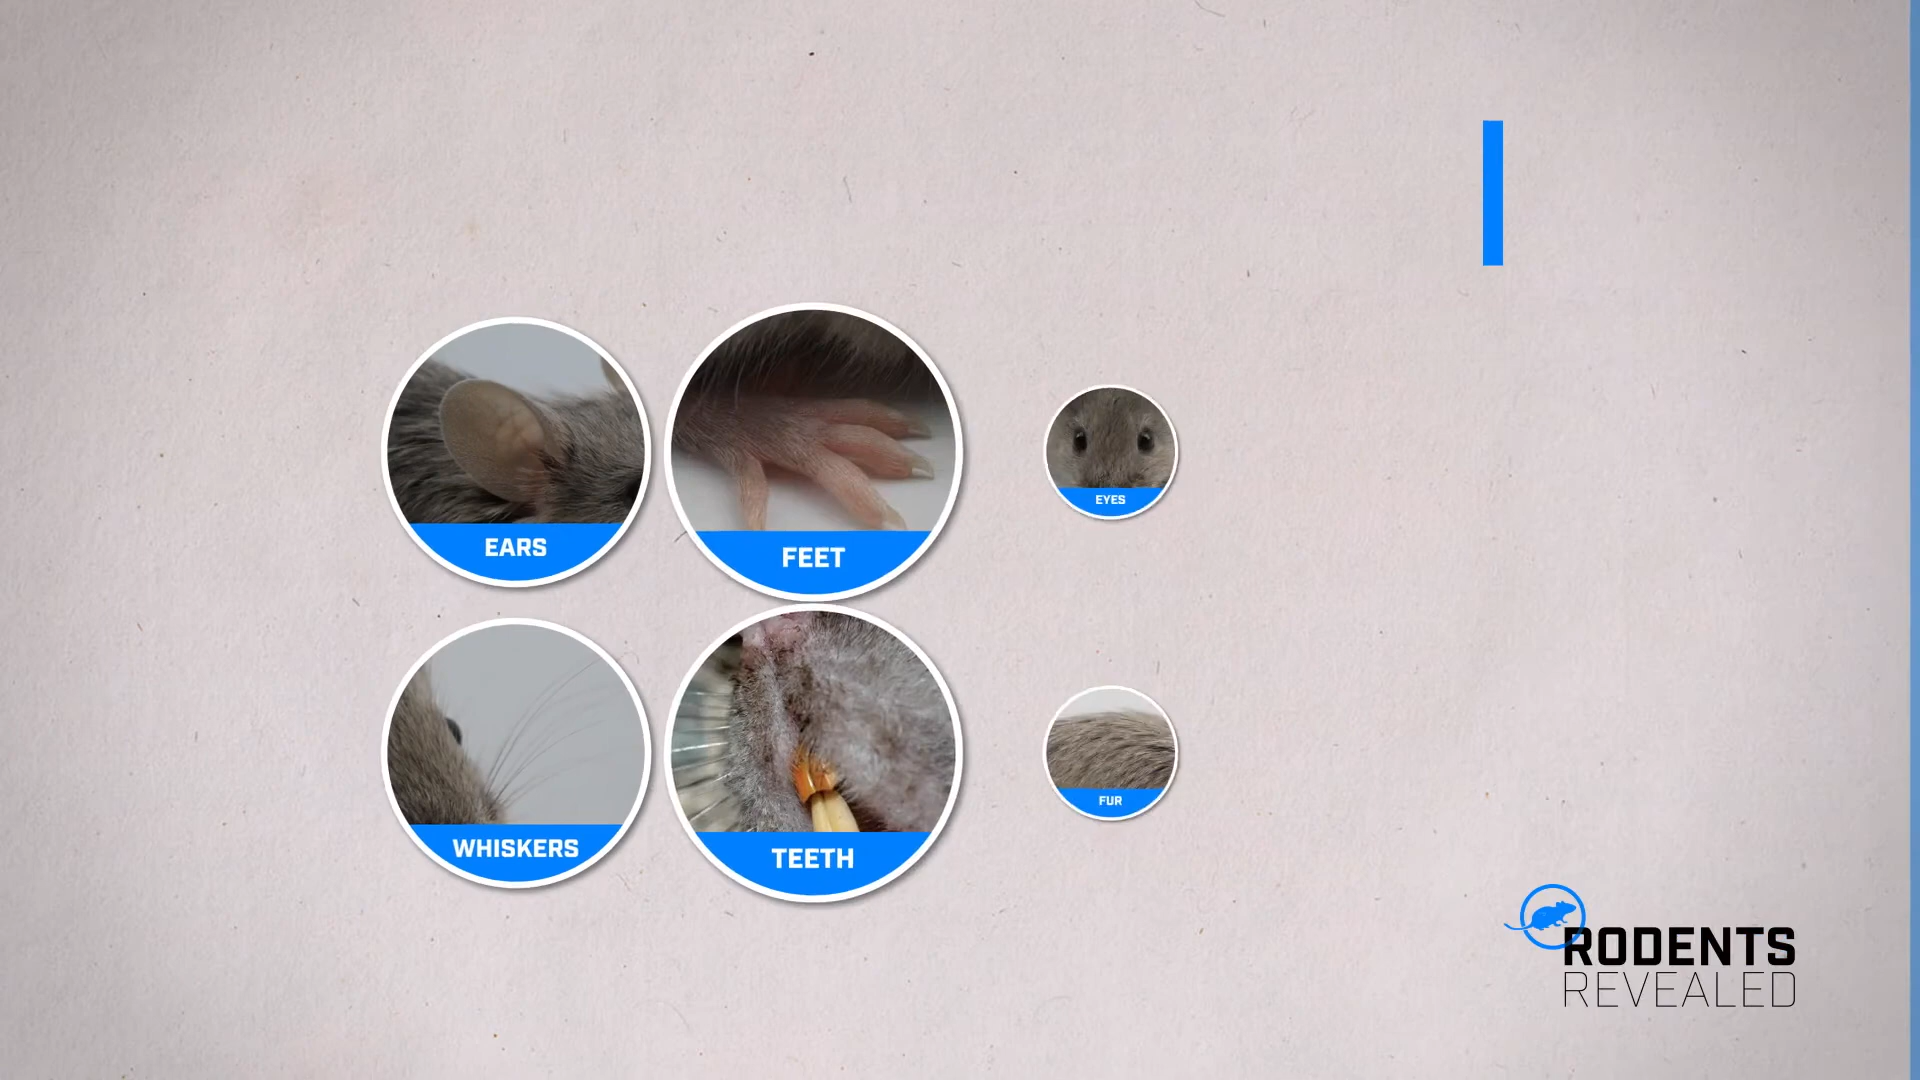 EARS
FEET
EYES
WHISKERS
TEETH
FUR
RODENTS
REVEALED